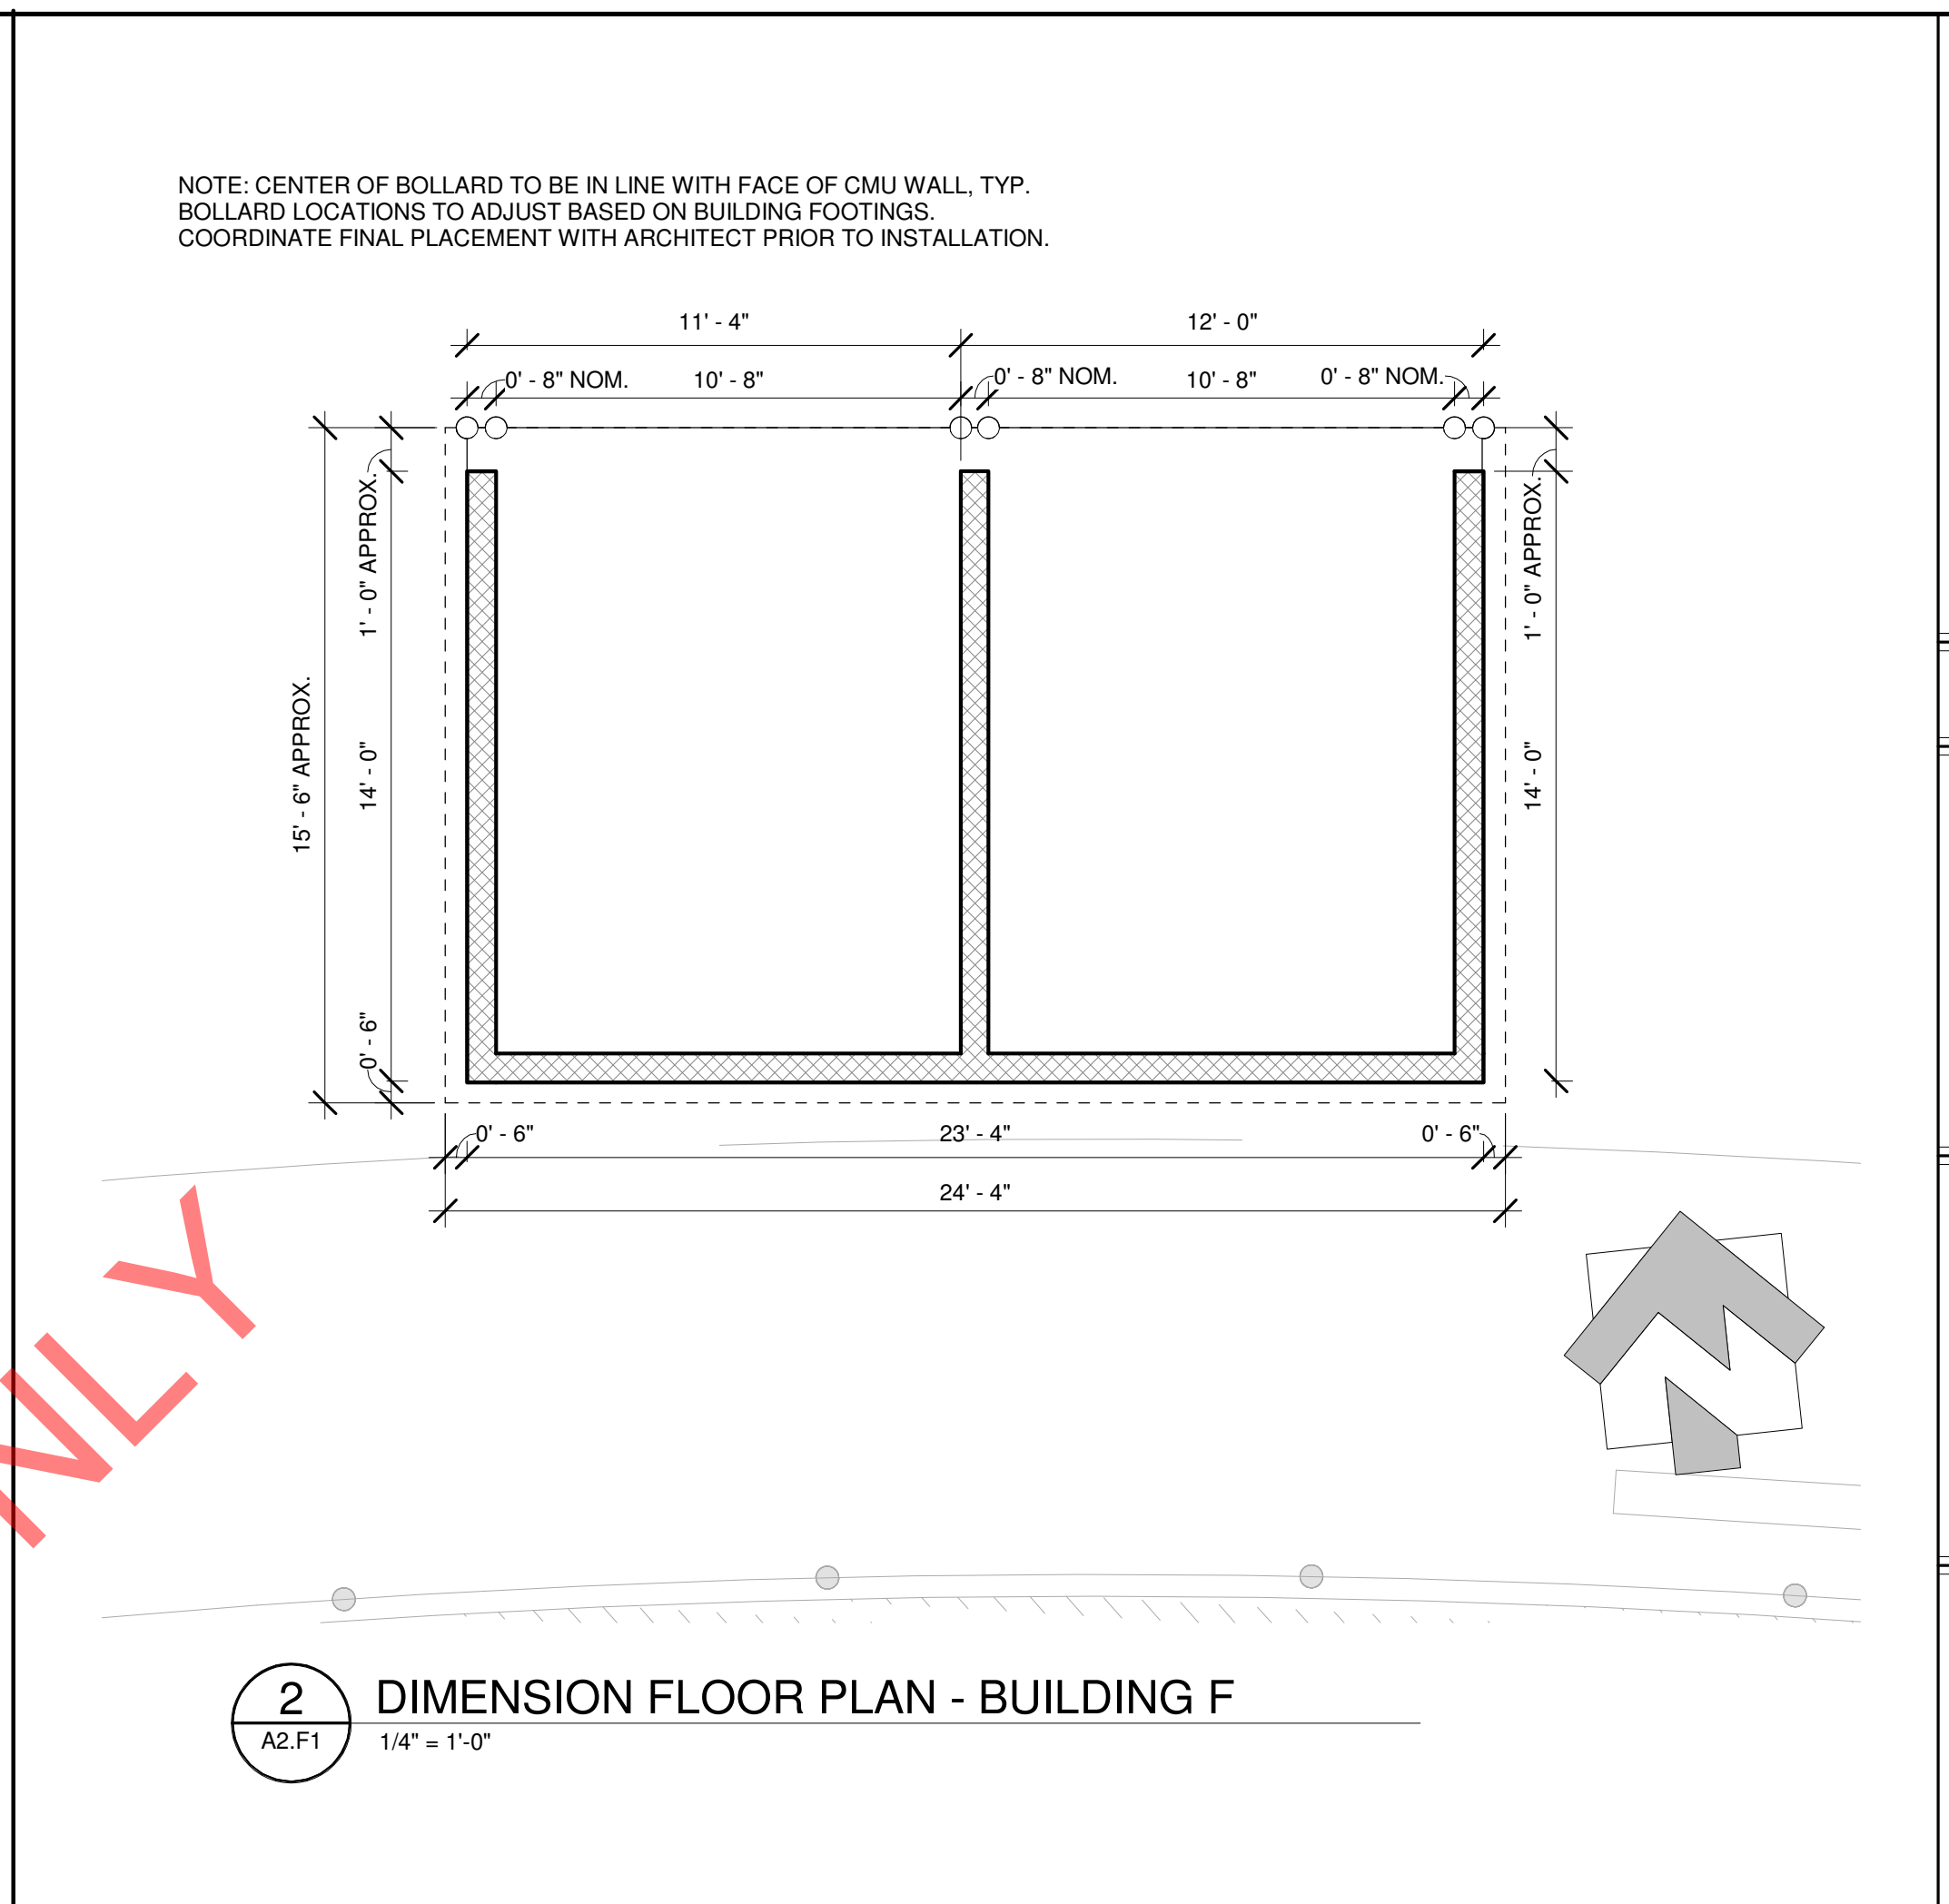 NOTE: CENTER OF BOLLARD TO BE IN LINE WITH FACE OF CMU WALL, TYP.
BOLLARD LOCATIONS TO ADJUST BASED ON BUILDING FOOTINGS.
COORDINATE FINAL PLACEMENT WITH ARCHITECT PRIOR TO INSTALLATION.
11' - 4"
12' - 0"
0' - 8" NOM.
10' - 8"
0' - 8" NOM.
10' - 8"
0' - 8" NOM.
1' - 0" APPROX.
1' - 0" APPROX.
15' - 6" APPROX.
14' - 0"
14' - 0"
0' - 6"
0' - 6"
23' - 4"
0' - 6"
24' - 4"
NLY
2
DIMENSION FLOOR PLAN - BUILDING F
A2.F1
1/4" = 1'-0"